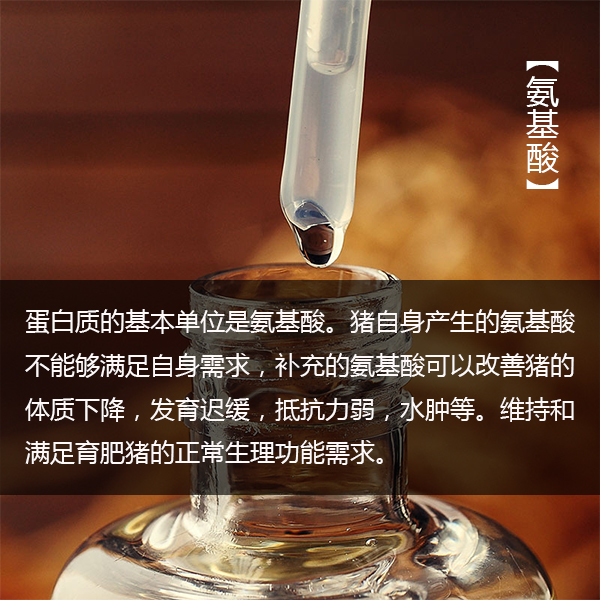 【氨基酸】
蛋白质的基本单位是氨基酸。猪自身产生的氨基酸
不能够满足自身需求，补充的氨基酸可以改善猪的
体质下降，发育迟缓，抵抗力弱，水肿等。维持和
满足育肥猪的正常生理功能需求。